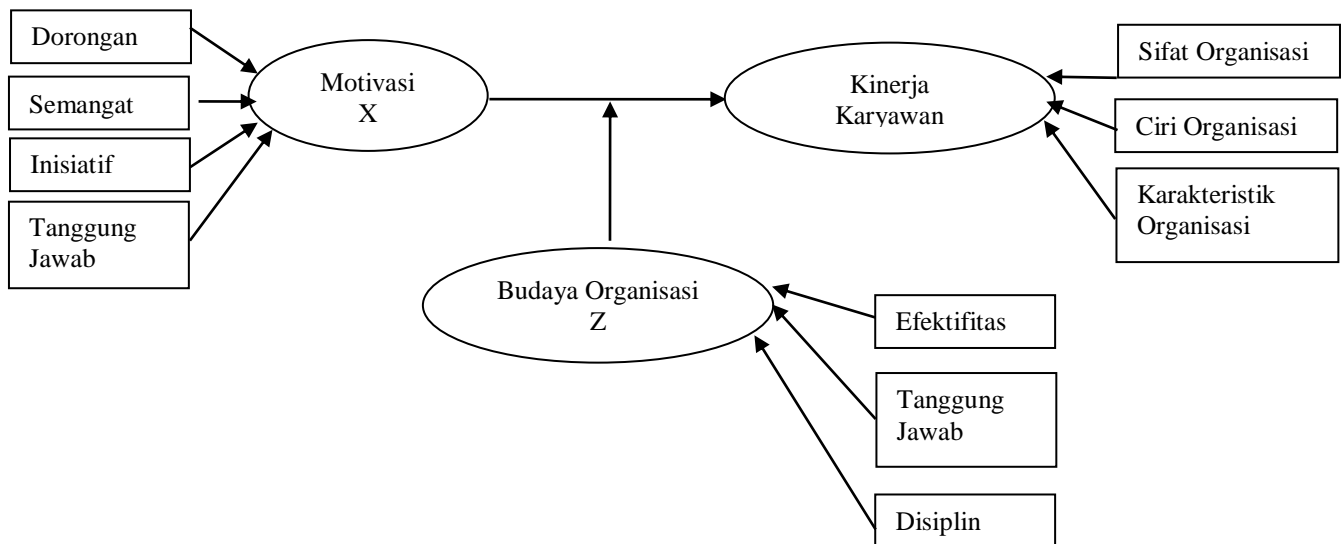 Dorongan
Semangat
Inisiatif
Tanggung
Jawab
Motivasi
X
Kinerja
Karyawan
Sifat Organisasi
Ciri Organisasi
Karakteristik
Organisasi
Budaya Organisasi
Z
Efektifitas
Tanggung
Jawab
Disiplin